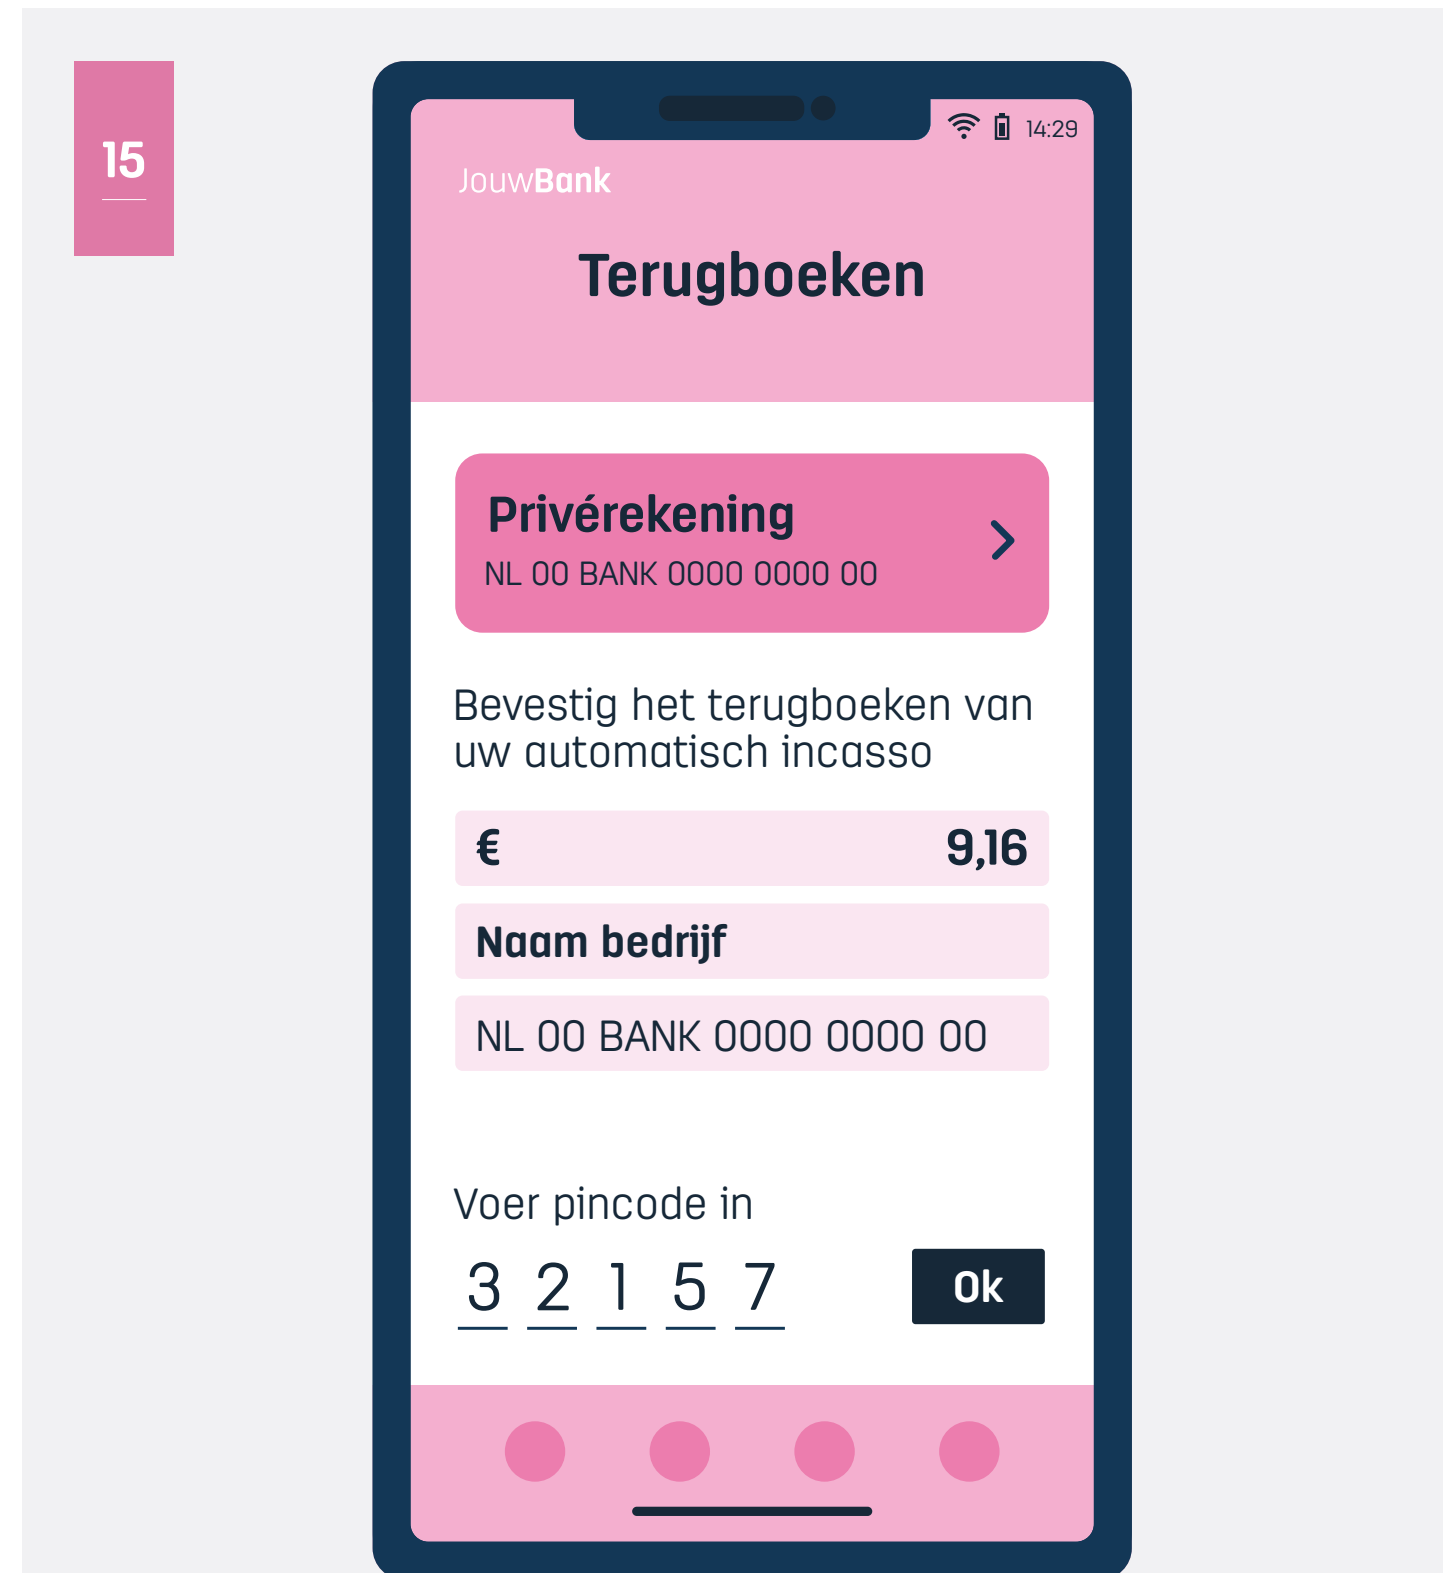 15
14:29
JouwBank
Terugboeken
Privérekening
NL 00 BANK 0000 0000 00
Bevestig het terugboeken van
uw automatisch incasso
€ 9,16
Naam bedrijf
NL 00 BANK 0000 0000 00
Voer pincode in
3 2 1 5 7 Ok